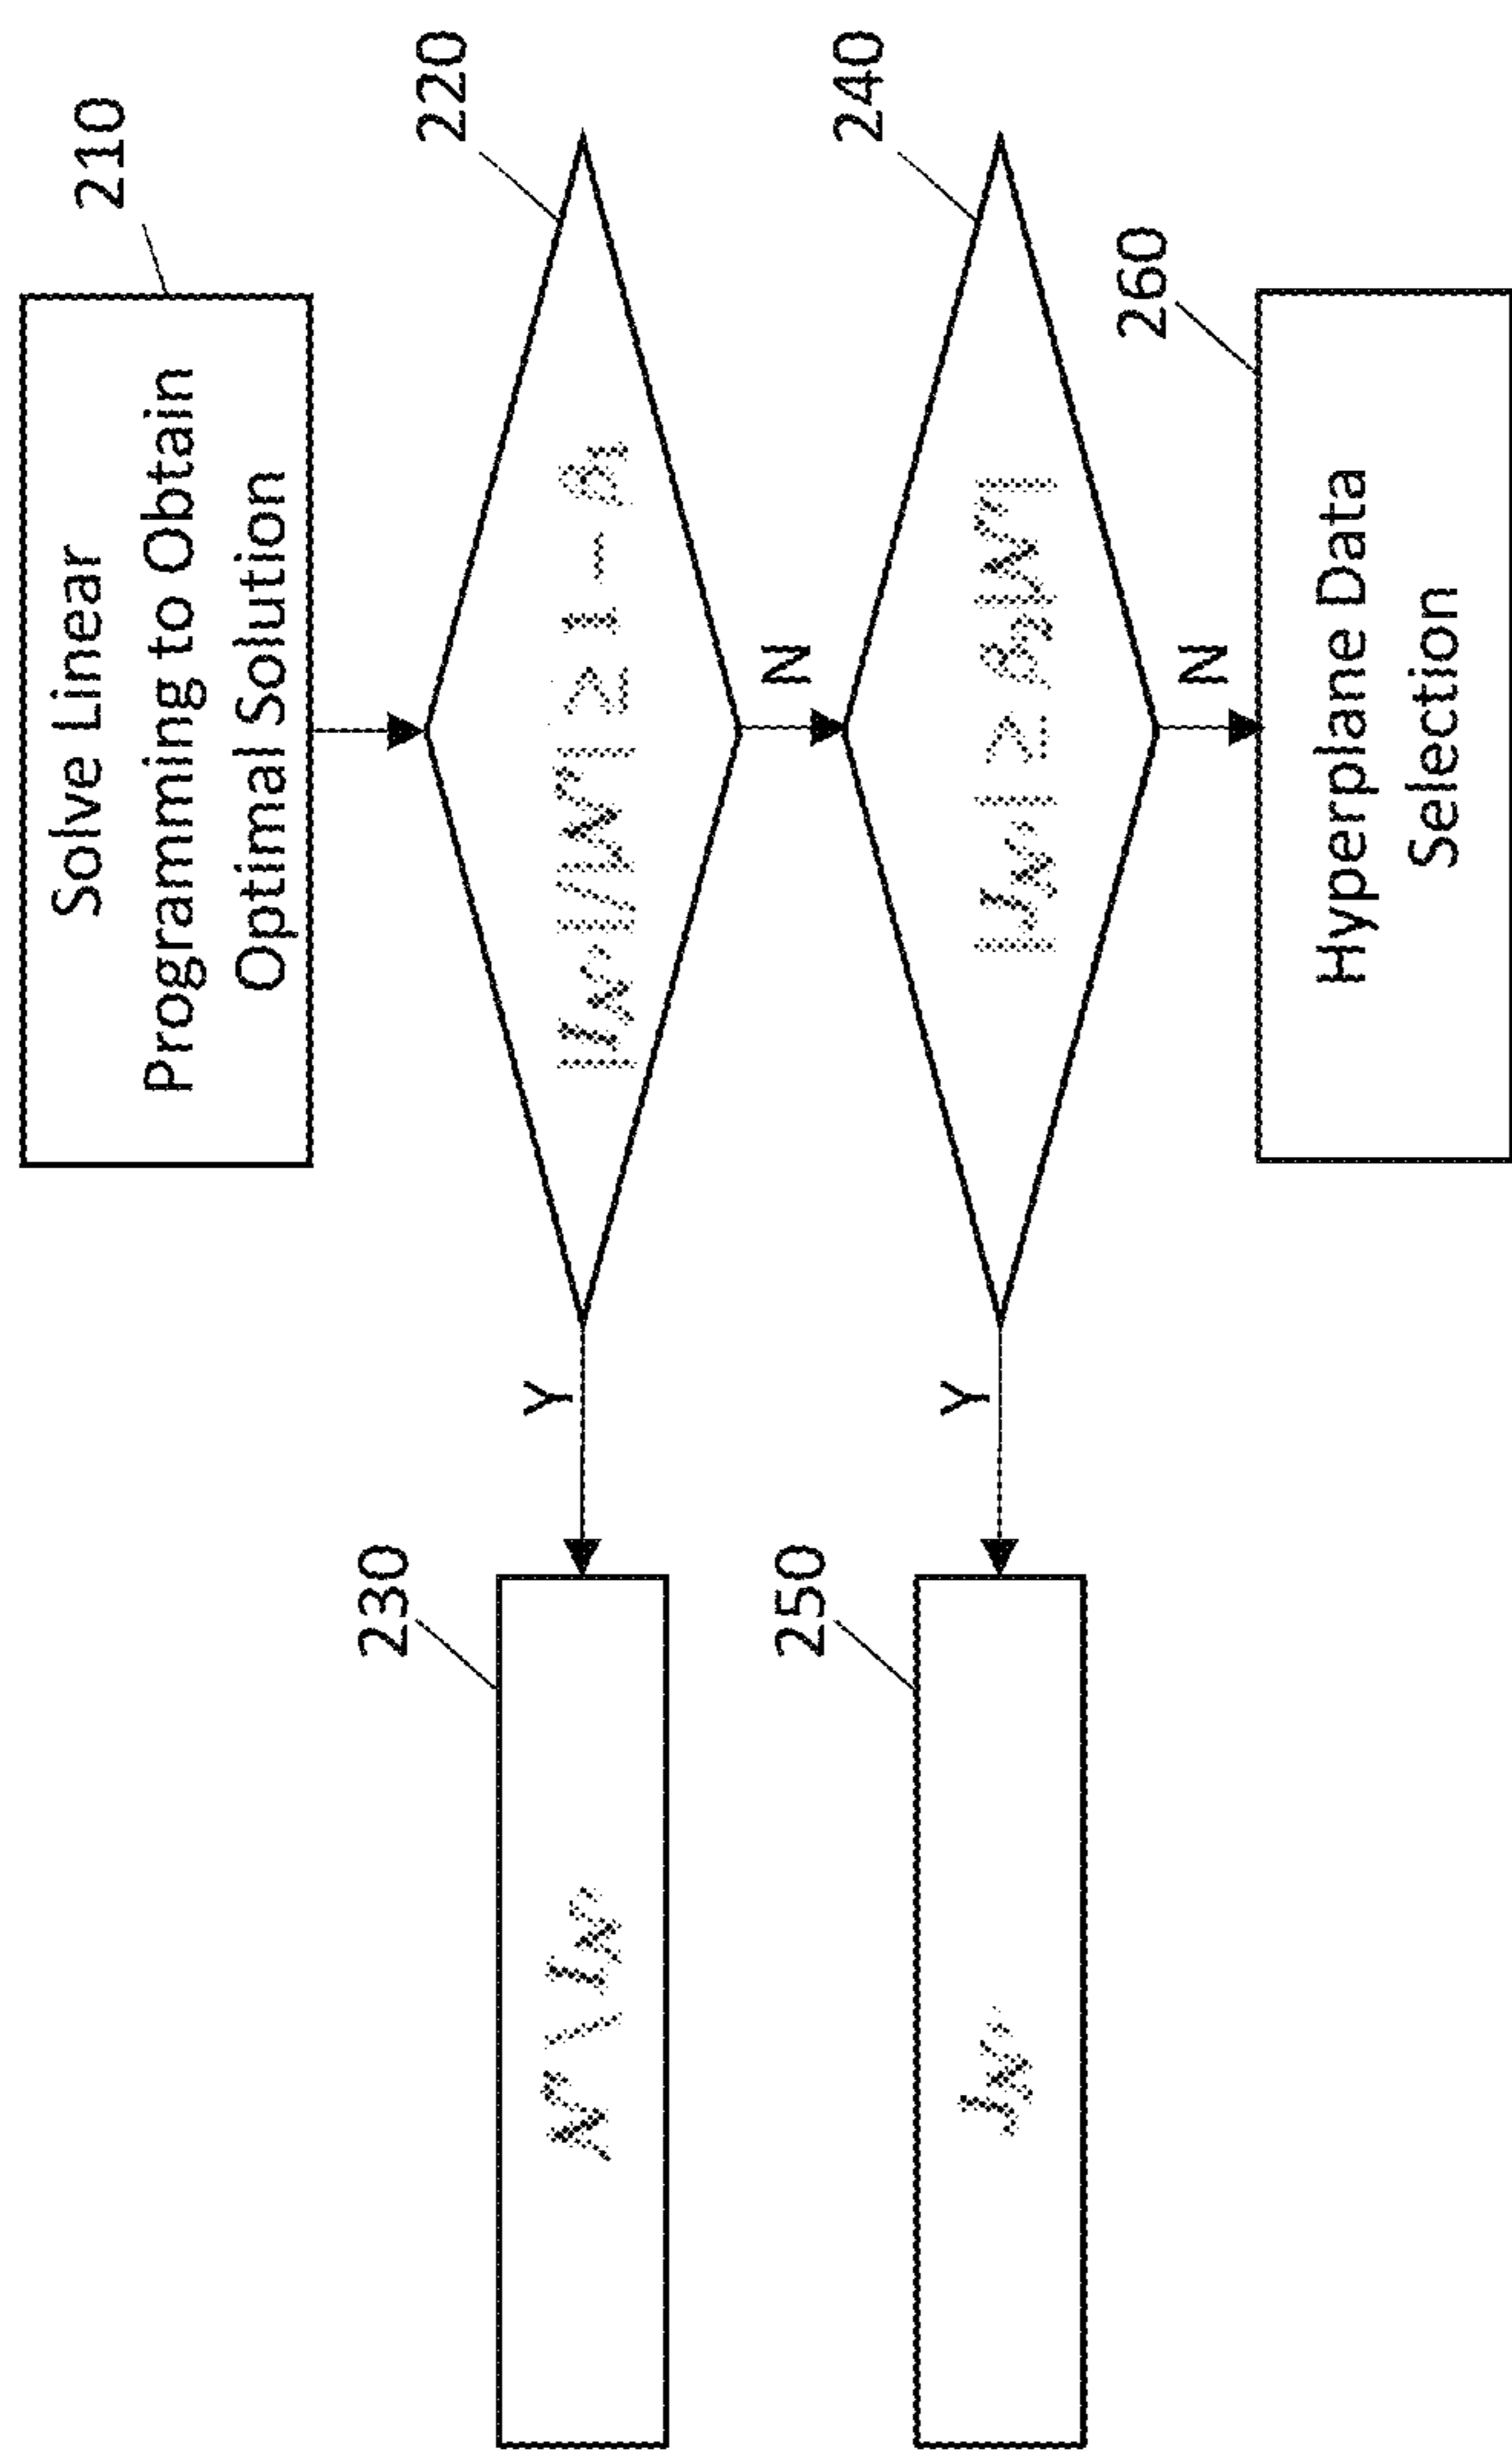 210
Solve Linear
Programming to Obtain
Optimal Solution
220
Y
N
230
240
Y
N
250
260
Hyperplane Data
Selection